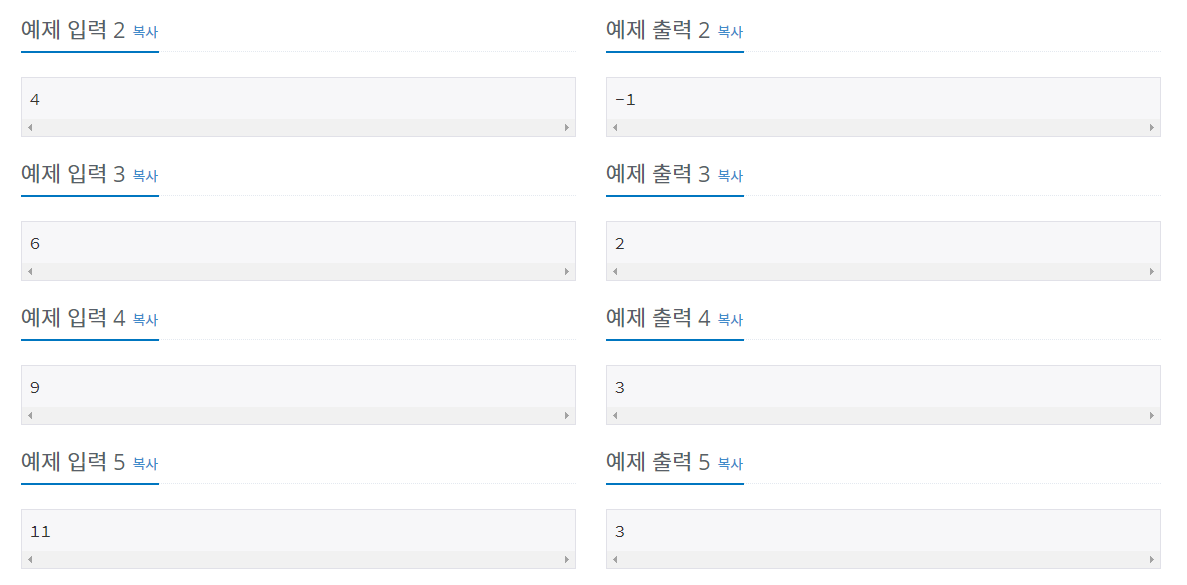 예제 입력 2 복사
예제 출력 2 복사
4
-1
예제 입력 3 복사
예제 출력 3 복사
6
2
예제 입력 4 복사
예제 출력 4 복사
9
3
예제 입력 5 복사
예제 출력 5 복사
11
3